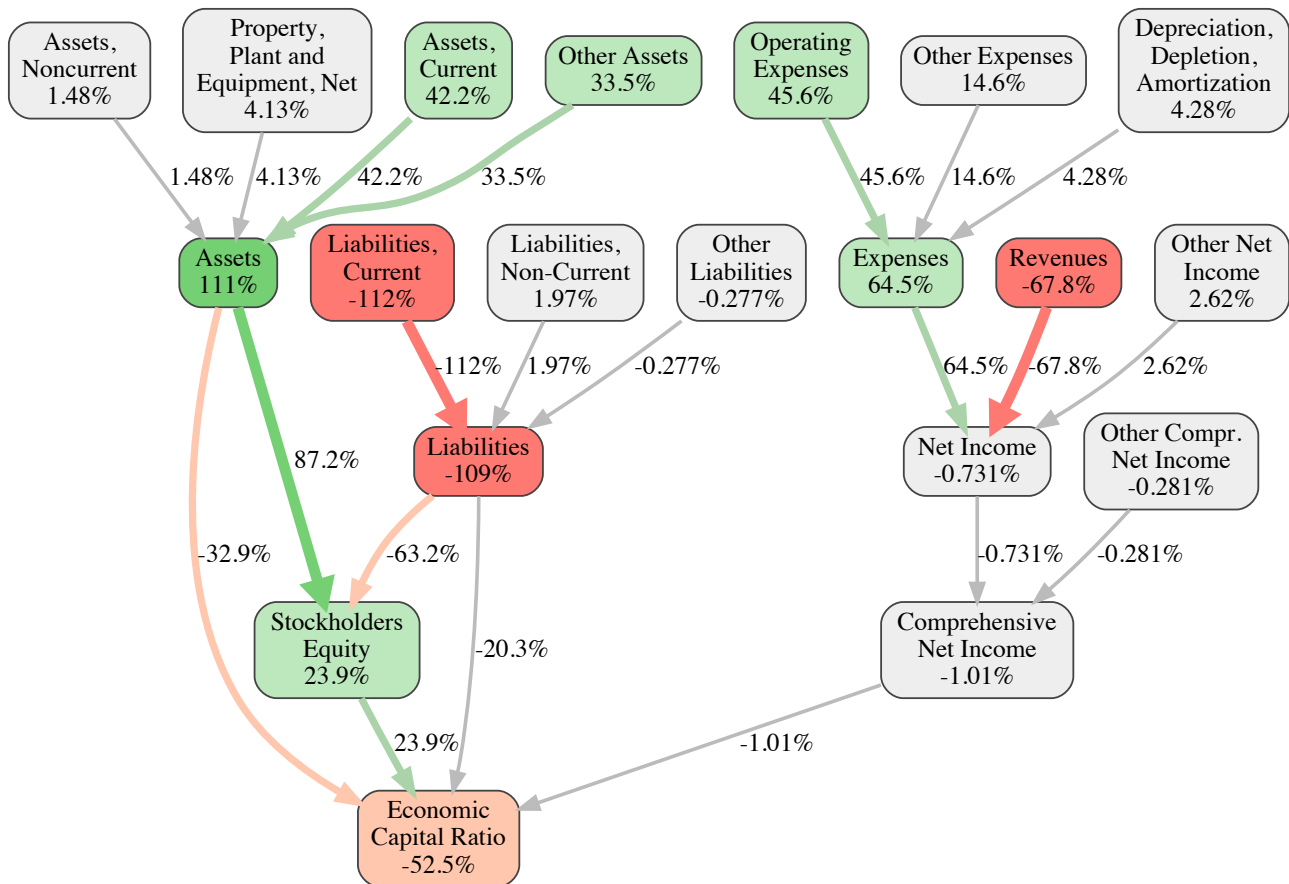 Assets,
Noncurrent
1.48%
Property,
Plant and
Equipment, Net
4.13%
Assets,
Current
42.2%
Other Assets
33.5%
Operating
Expenses
45.6%
Other Expenses
14.6%
Depreciation,
Depletion,
Amortization
4.28%
1.48%
4.13%
42.2%
33.5%
45.6%
14.6%
4.28%
Assets
111%
Liabilities,
Current
-112%
Liabilities,
Non-Current
1.97%
Other
Liabilities
-0.277%
Expenses
64.5%
Revenues
-67.8%
Other Net
Income
2.62%
-112%
1.97%
-0.277%
64.5%
-67.8%
2.62%
87.2%
Liabilities
-109%
Net Income
-0.731%
Other Compr.
Net Income
-0.281%
-32.9%
-63.2%
-0.731%
-0.281%
Stockholders
Equity
23.9%
-20.3%
Comprehensive
Net Income
-1.01%
23.9%
-1.01%
Economic
Capital Ratio
-52.5%